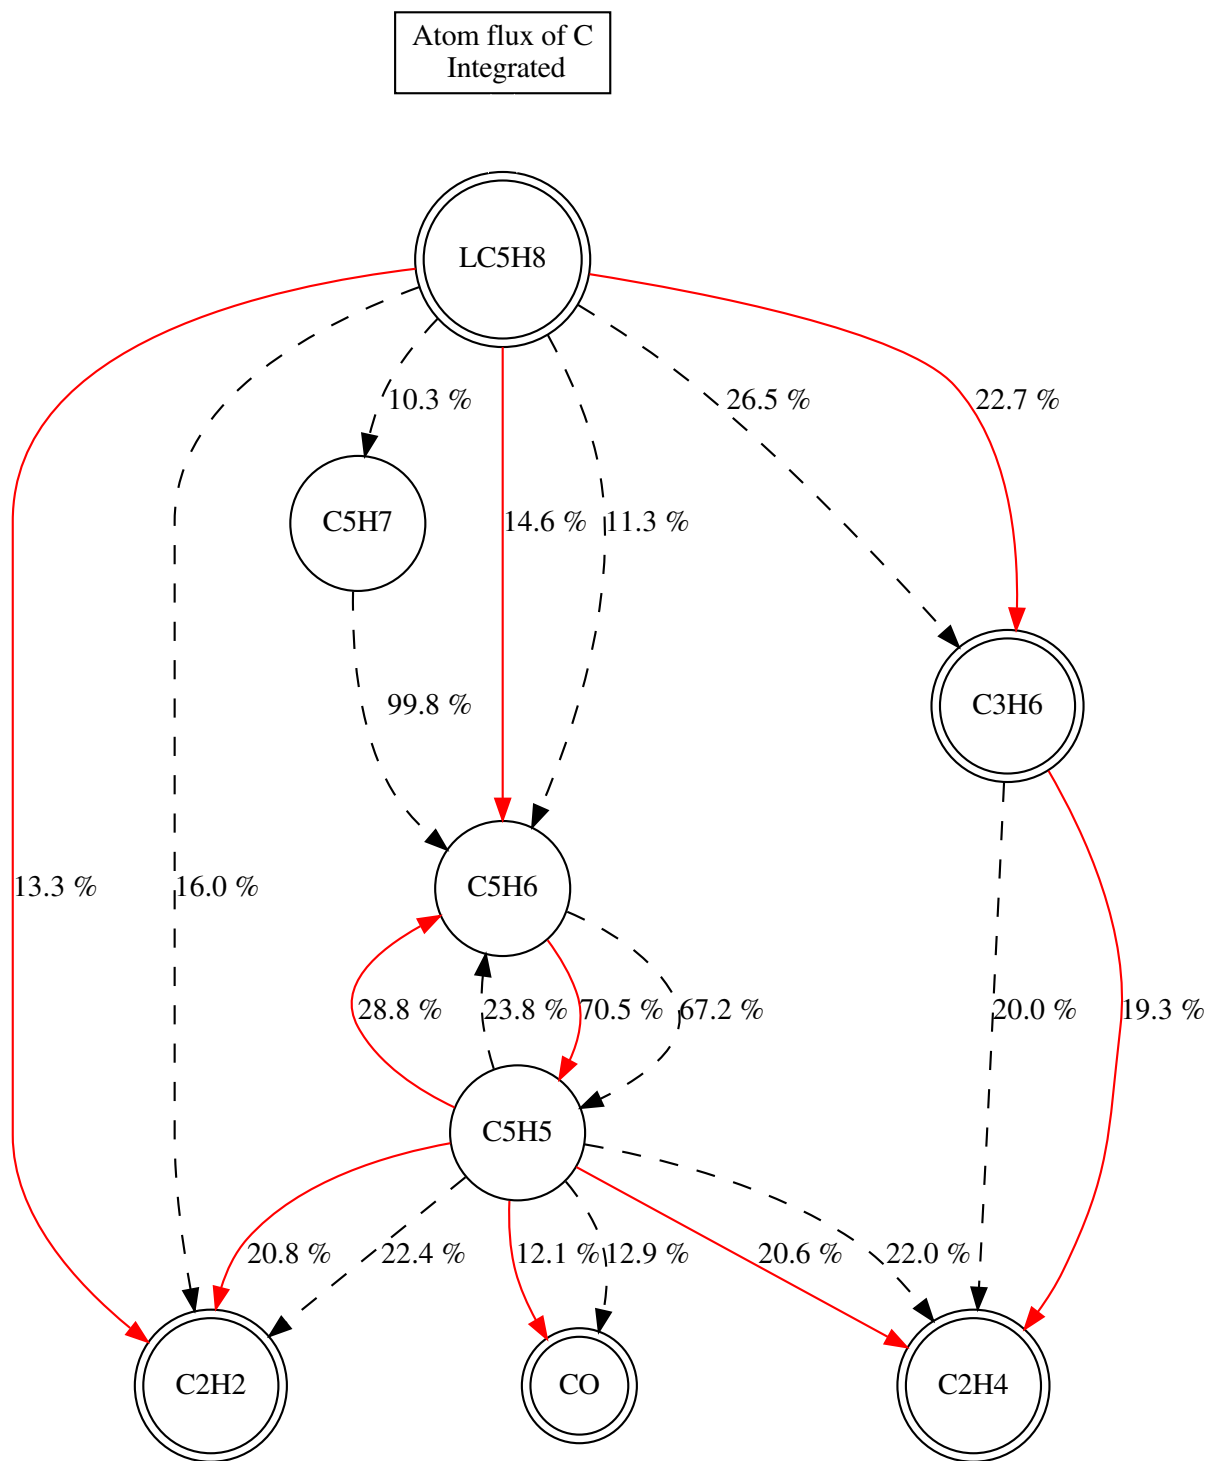 Atom flux of C
Integrated
LC5H8
10.3 %
26.5 %
22.7 %
C5H7
14.6 %
11.3 %
99.8 %
C3H6
13.3 %
16.0 %
C5H6
28.8 %
23.8 %
70.5 %
67.2 %
20.0 %
19.3 %
C5H5
20.8 %
22.4 %
12.1 %
12.9 %
20.6 %
22.0 %
C2H2
CO
C2H4